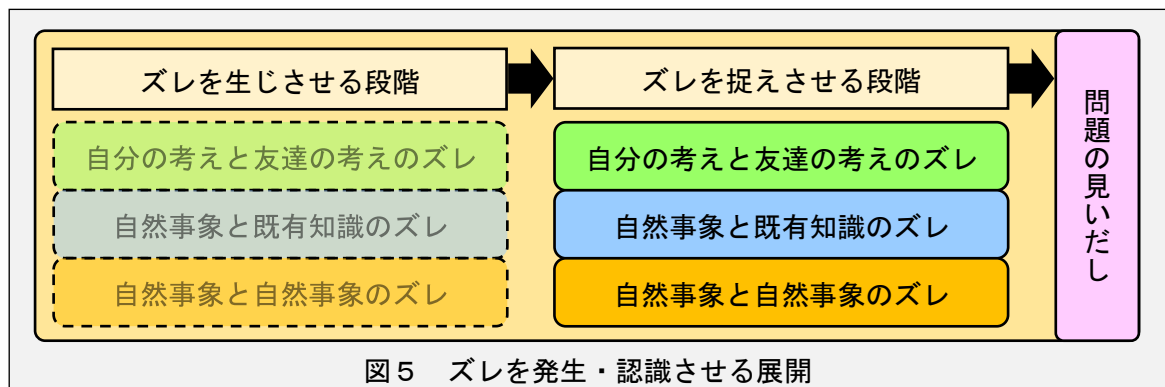 ズレを生じさせる段階
自分の考えと友達の考えのズレ
自然事象と既有知識のズレ
自然事象と自然事象のズレ
ズレを捉えさせる段階
自分の考えと友達の考えのズレ
自然事象と既有知識のズレ
自然事象と自然事象のズレ
問題の見いだし
図５　ズレを発生・認識させる展開